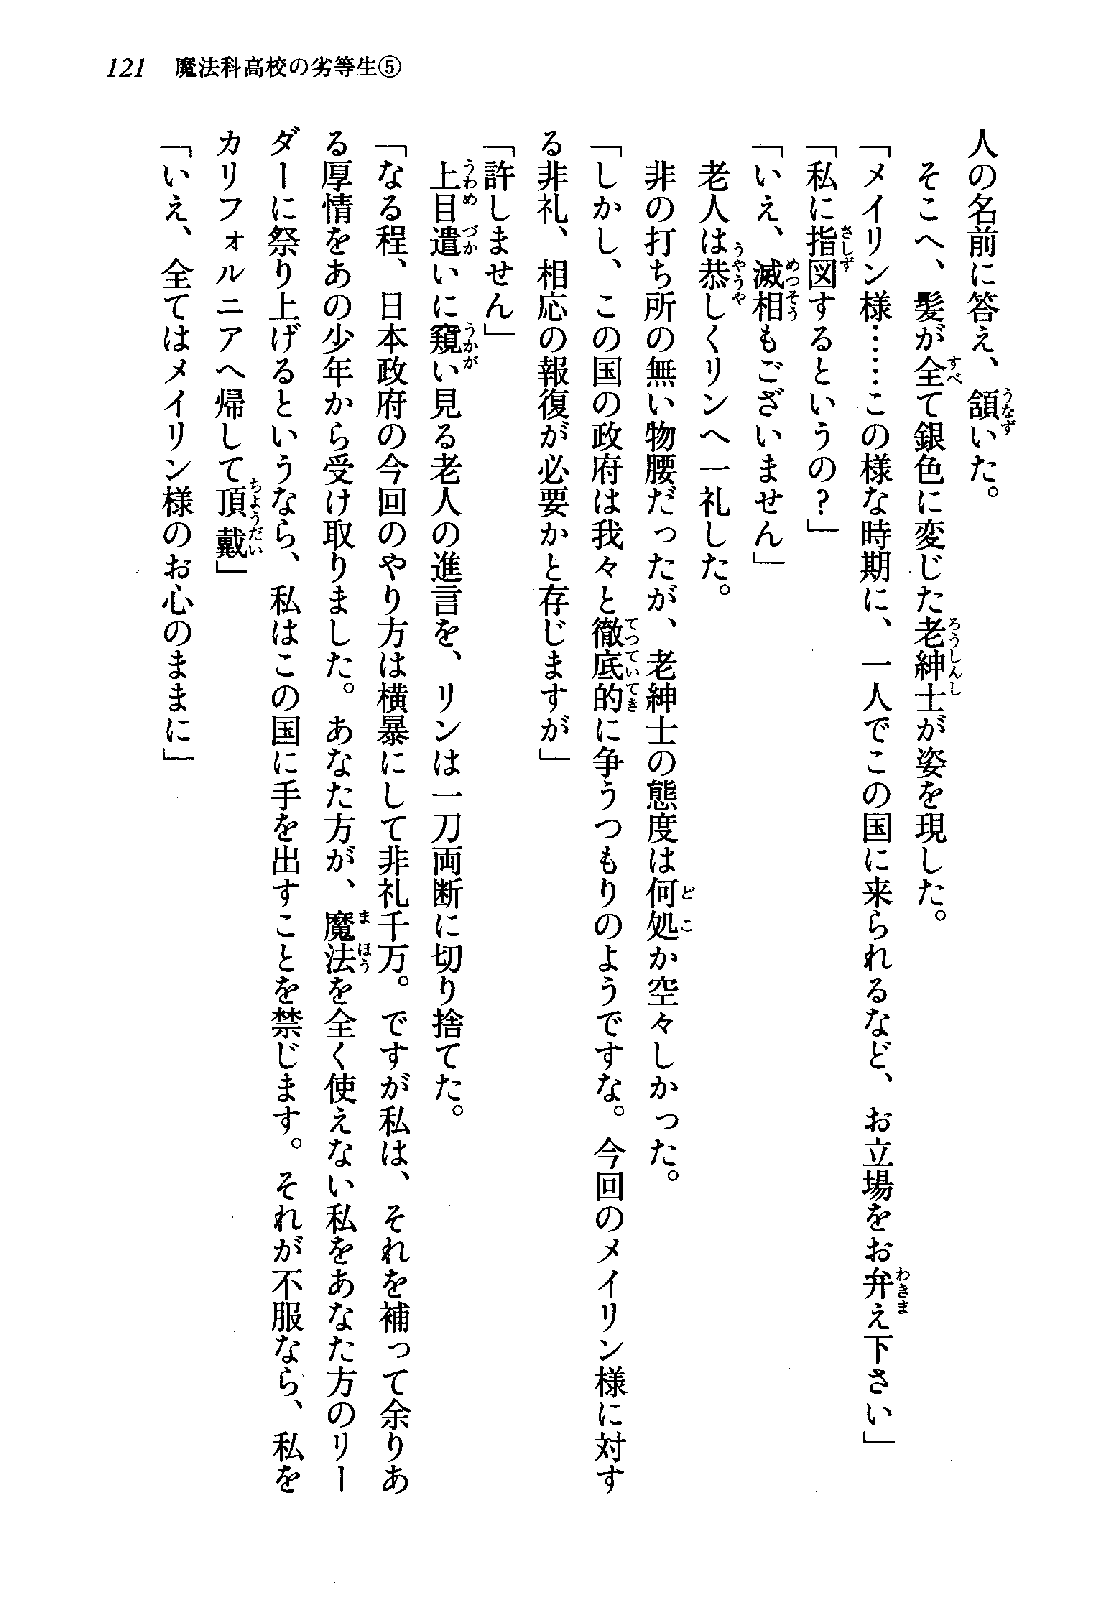 121 魔法科高校の劣等生⑤
人の名前に答え、頷いた。
そこへ、髪が全て銀色に変じた老紳士が姿を現した。
「メイリン様……この様な時期に、一人でこの国に来られるなど、お立場をお弁え下さい」
「私に指図するというの？」
「いえ、滅相もございません」
老人は恭しくリンへ一礼した。
非の打ち所の無い物腰だったが、老紳士の態度は何処か空々しかった。
「しかし、この国の政府は我々と徹底的に争うつもりのようですな。今回のメイリン様に対す
る非礼、相応の報復が必要かと存じますが」
「許しません」
上目遣いに窺い見る老人の進言を、リンは一刀両断に切り捨てた。
「なる程、日本政府の今回のやり方は横暴にして非礼千万。ですが私は、それを補って余りあ
る厚情をあの少年から受け取りました。あなた方が、魔法を全く使えない私をあなた方のリー
ダーに祭り上げるというなら、私はこの国に手を出すことを禁じます。それが不服なら、私を
カリフォルニアへ帰して頂戴」
「いえ、全てはメイリン様のお心のままに」